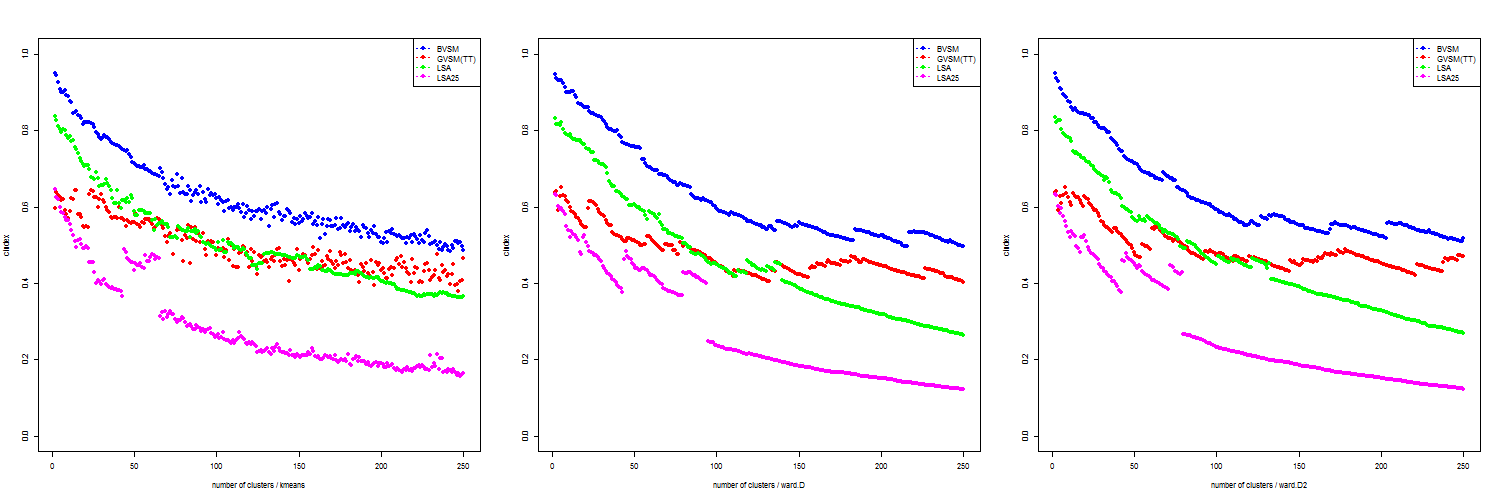 BVSM
GVSM(TT)
LSA
LSA25
cindex
0.0 0.2 0.4 0.6 0.8 1.0
0 50 100 150 200 250
number of clusters / kmeans
BVSM
GVSM(TT)
LSA
LSA25
cindex
0.0 0.2 0.4 0.6 0.8 1.0
0 50 100 150 200 250
number of clusters / ward.D
BVSM
GVSM(TT)
LSA
LSA25
cindex
0.0 0.2 0.4 0.6 0.8 1.0
0 50 100 150 200 250
number of clusters / ward.D2